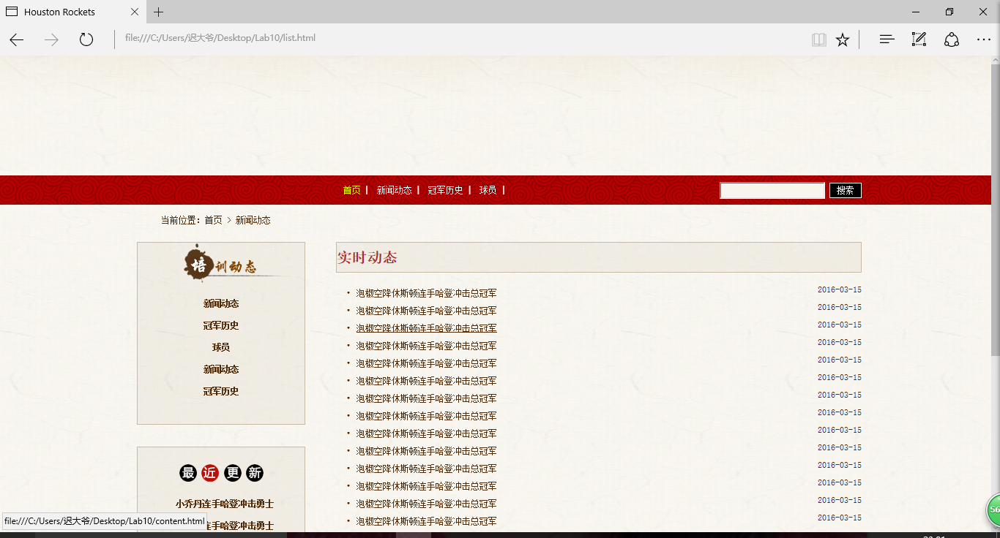 Houston Rockets
file:///C:/Users/迟大爷/Desktop/Lab10/list.html
首页 | 新闻动态 | 冠军历史 | 球员 |
搜索
当前位置：首页 > 新闻动态
培训动态
新闻动态
冠军历史
球员
新闻动态
冠军历史
最近更新
小乔丹连手哈登冲击勇士
连手哈登冲击勇士
实时动态
· 泡椒空降休斯顿连手哈登冲击总冠军 2016-03-15
· 泡椒空降休斯顿连手哈登冲击总冠军 2016-03-15
· 泡椒空降休斯顿连手哈登冲击总冠军 2016-03-15
· 泡椒空降休斯顿连手哈登冲击总冠军 2016-03-15
· 泡椒空降休斯顿连手哈登冲击总冠军 2016-03-15
· 泡椒空降休斯顿连手哈登冲击总冠军 2016-03-15
· 泡椒空降休斯顿连手哈登冲击总冠军 2016-03-15
· 泡椒空降休斯顿连手哈登冲击总冠军 2016-03-15
· 泡椒空降休斯顿连手哈登冲击总冠军 2016-03-15
· 泡椒空降休斯顿连手哈登冲击总冠军 2016-03-15
· 泡椒空降休斯顿连手哈登冲击总冠军 2016-03-15
· 泡椒空降休斯顿连手哈登冲击总冠军 2016-03-15
· 泡椒空降休斯顿连手哈登冲击总冠军 2016-03-15
· 泡椒空降休斯顿连手哈登冲击总冠军 2016-03-15
file:///C:/Users/迟大爷/Desktop/Lab10/content.html
56